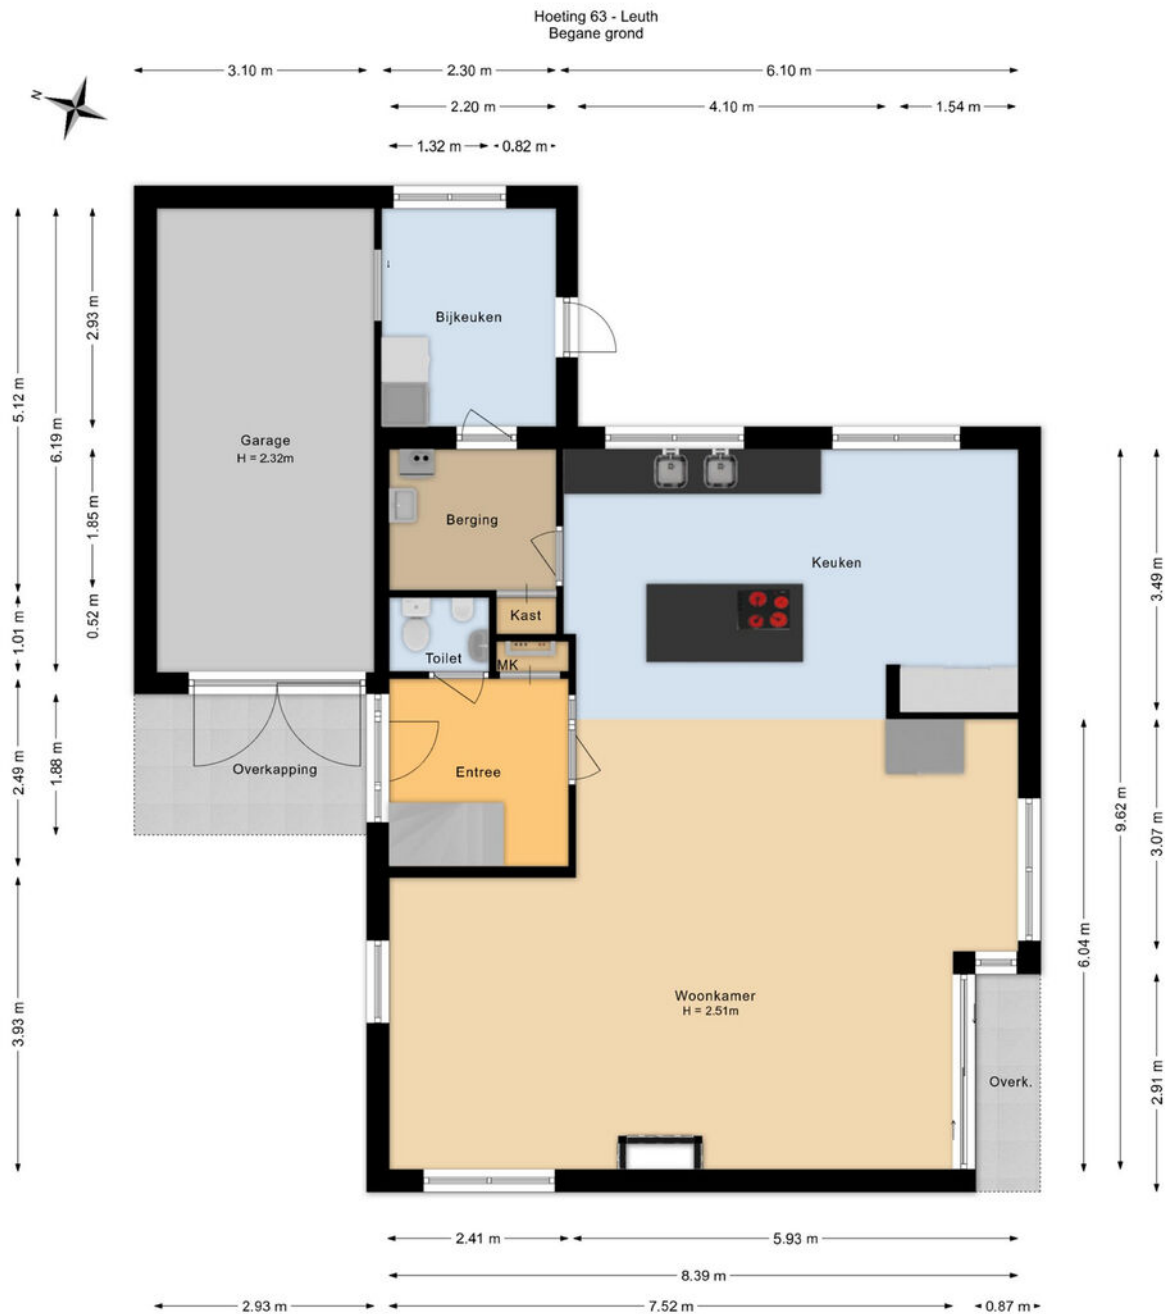 Hoeting 63 - Leuth
Begane grond
3.10 m
2.30 m
6.10 m
N
2.20 m
4.10 m
1.54 m
1.32 m
0.82 m
5.12 m
6.19 m
2.93 m
Bijkeuken
Garage
H = 2.32m
1.85 m
Berging
Keuken
3.49 m
0.52 m
1.01 m
Kast
Toilet
MK
2.49 m
1.88 m
Overkapping
Entree
9.62 m
3.07 m
6.04 m
3.93 m
Woonkamer
H = 2.51m
Overk.
2.91 m
2.41 m
5.93 m
8.39 m
2.93 m
7.52 m
0.87 m